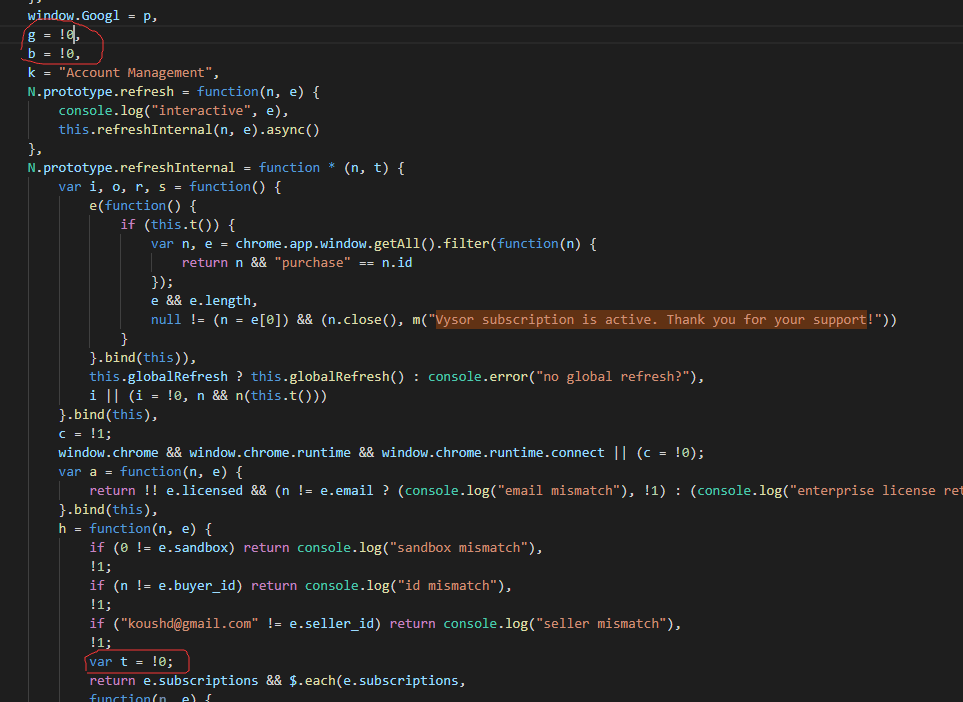 },
window.Googl = p,
g = !0,
b = !0,
k = "Account Management",
N.prototype.refresh = function(n, e) {
console.log("interactive", e),
this.refreshInternal(n, e).async()
},
N.prototype.refreshInternal = function * (n, t) {
var i, o, r, s = function() {
e(function() {
if (this.t()) {
var n, e = chrome.app.window.getAll().filter(function(n) {
return n && "purchase" == n.id
});
e && e.length,
null != (n = e[0]) && (n.close(), m("Vysor subscription is active. Thank you for your support!"))
}
}.bind(this)),
this.globalRefresh ? this.globalRefresh() : console.error("no global refresh?"),
i || (i = !0, n && n(this.t()))
}.bind(this),
c = !1;
window.chrome && window.chrome.runtime && window.chrome.runtime.connect || (c = !0);
var a = function(n, e) {
return !! e.licensed && (n != e.email ? (console.log("email mismatch"), !1) : (console.log("enterprise license ret
}.bind(this),
h = function(n, e) {
if (0 != e.sandbox) return console.log("sandbox mismatch"),
!1;
if (n != e.buyer_id) return console.log("id mismatch"),
!1;
if ("koushd@gmail.com" != e.seller_id) return console.log("seller mismatch"),
!1;
var t = !0;
return e.subscriptions && $.each(e.subscriptions,
function(n, e) {